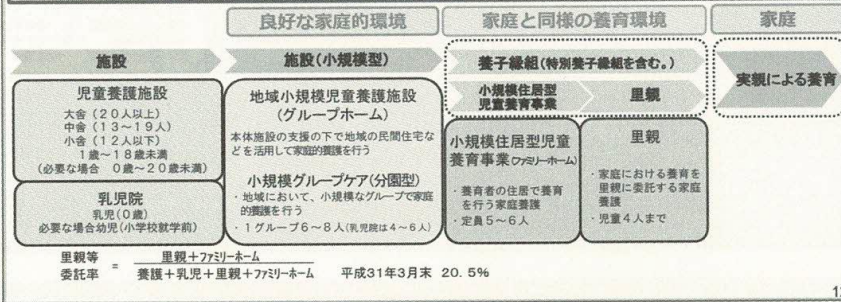 良好な家庭的環境
家庭と同様の養育環境
家庭
施設
施設(小規模型)
養子縁組(特別養子縁組を含む。)
小規模住居型
児童養育事業
里親
実親による養育
児童養護施設
大舎(20人以上)
中舎(13~19人)
小舎(12人以下)
1歳~18歳未満
(必要な場合 0歳~20歳未満)
乳児院
乳児(0歳)
必要な場合幼児(小学校就学前)
地域小規模児童養護施設
(グループホーム)
本体施設の支援の下で地域の民間住宅な
どを活用して家庭的養護を行う
小規模グループケア(分園型)
・地域において、小規模なグループで家庭
的養護を行う
・1グループ6~8人(乳児院は4~6人)
小規模住居型児童
養育事業(ファミリーホーム)
・養育者の住居で養育
を行う家庭養護
・定員5~6人
里親
・家庭における養育を
里親に委託する家庭
養護
・児童4人まで
里親等
委託率
=
里親+ファミリーホーム
養護+乳児+里親+ファミリーホーム
平成31年3月末 20.5%